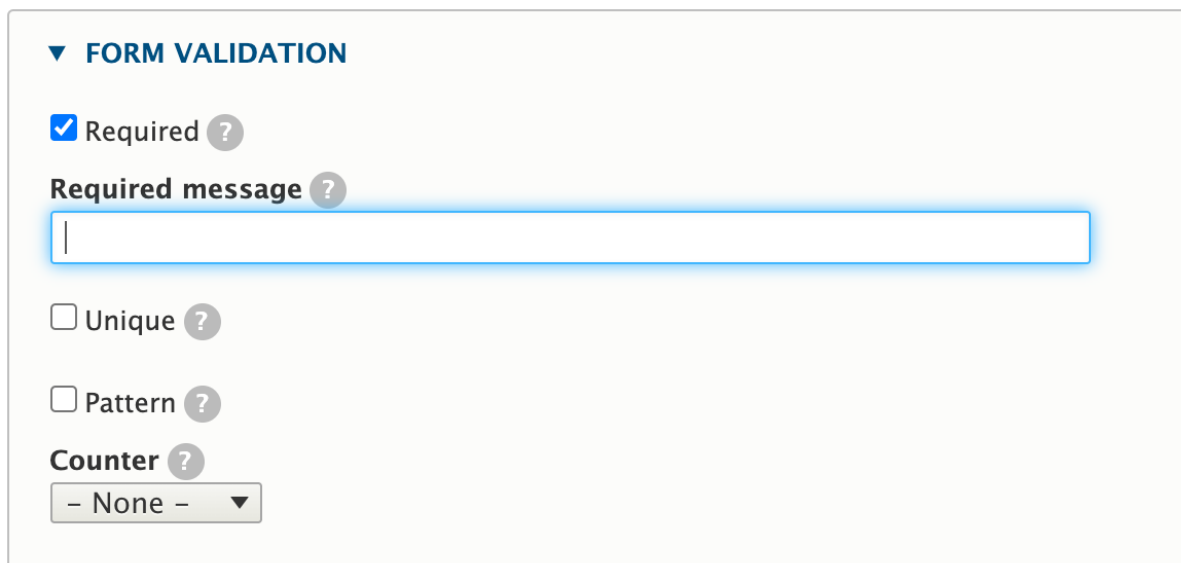 FORM VALIDATION
Required ?
Required message ?
Unique ?
Pattern ?
Counter ?
– None –